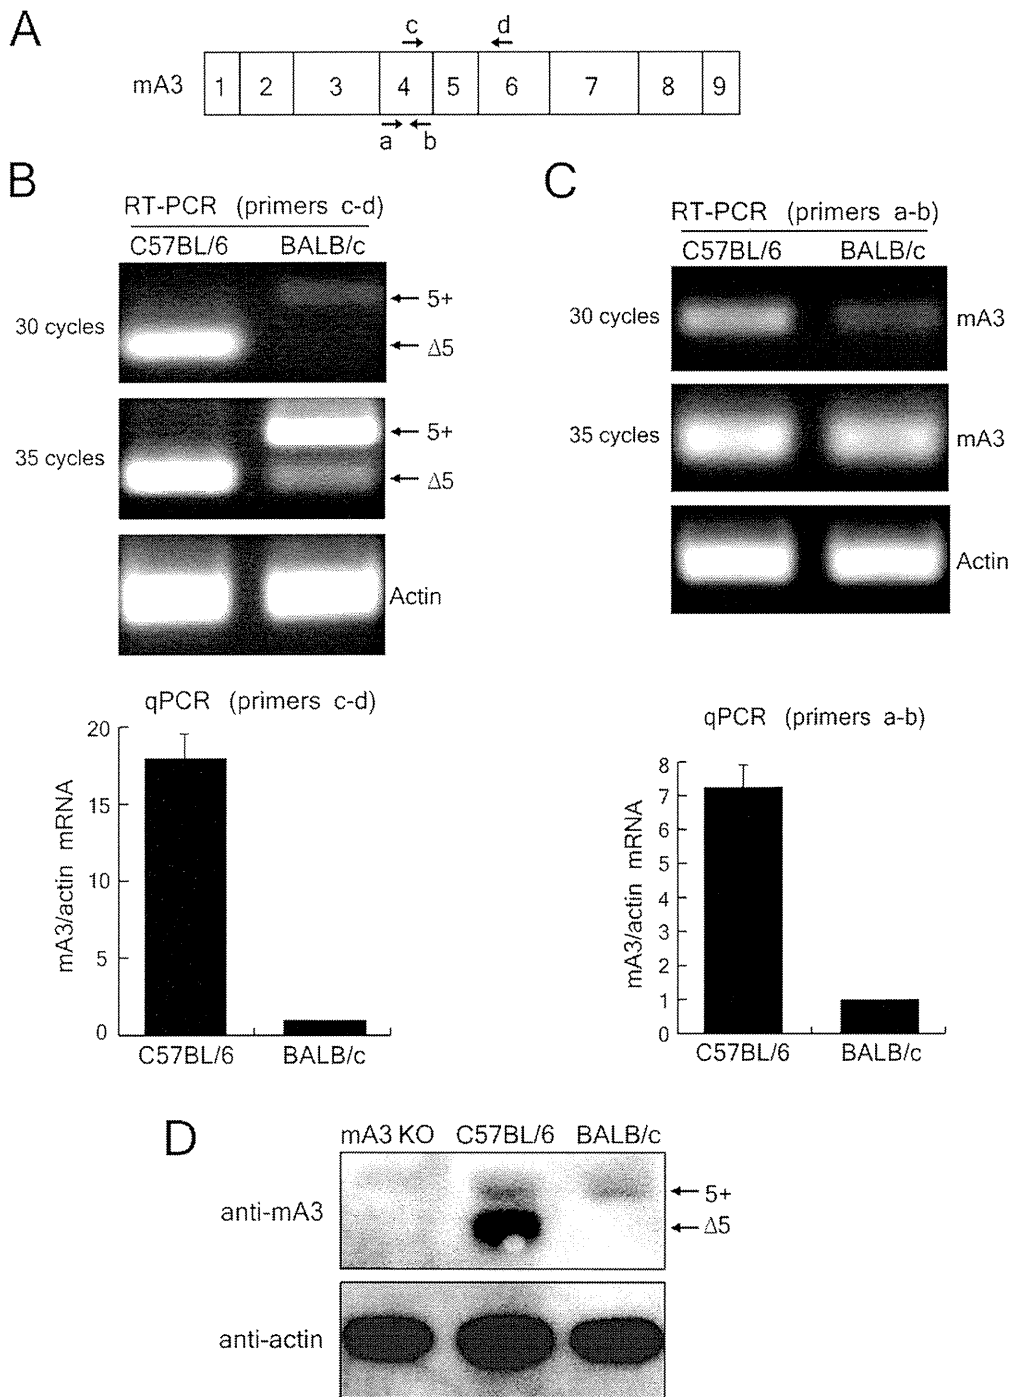 A
c d
mA3 1 2 3 4 5 6 7 8 9
a b
B
RT-PCR (primers c-d)
C57BL/6 BALB/c
30 cycles
5+
Δ5
35 cycles
5+
Δ5
Actin
qPCR (primers c-d)
mA3/actin mRNA
20
15
10
5
0
C57BL/6 BALB/c
C
RT-PCR (primers a-b)
C57BL/6 BALB/c
30 cycles mA3
35 cycles mA3
Actin
qPCR (primers a-b)
mA3/actin mRNA
8
7
6
5
4
3
2
1
0
C57BL/6 BALB/c
D
mA3 KO C57BL/6 BALB/c
anti-mA3
5+
Δ5
anti-actin